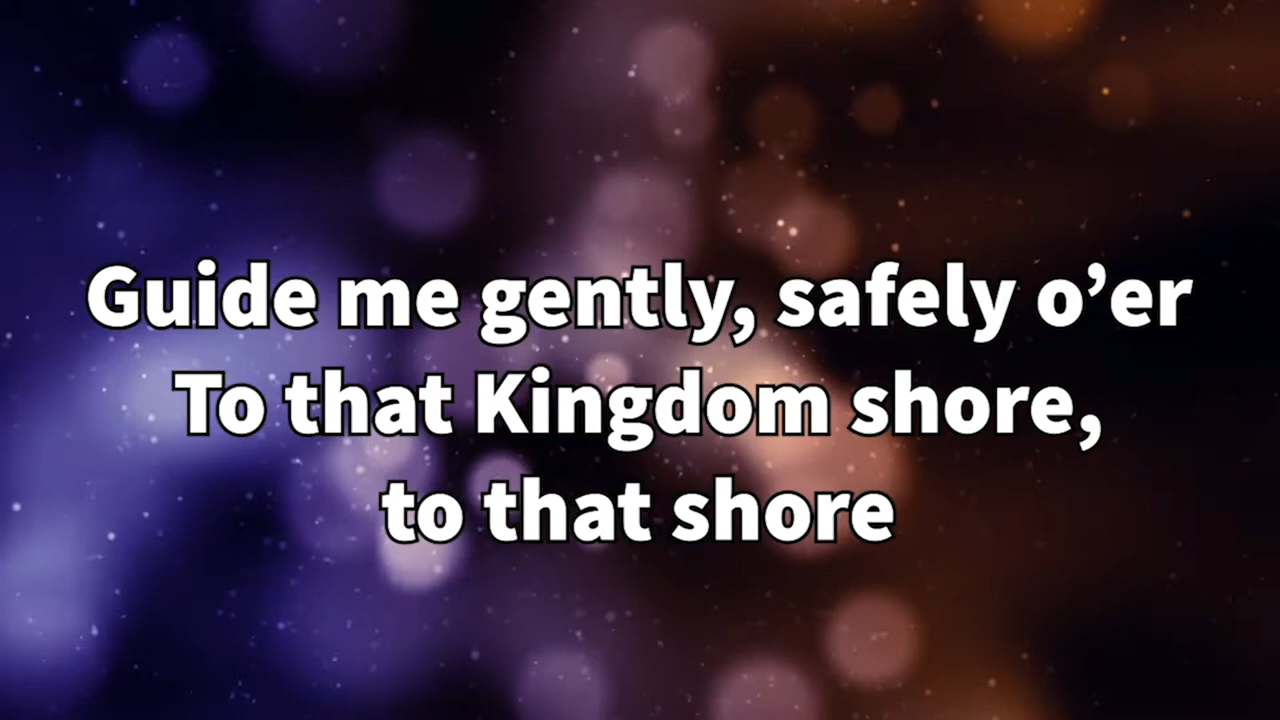 Guide me gently, safely o’er
To that Kingdom shore,
to that shore